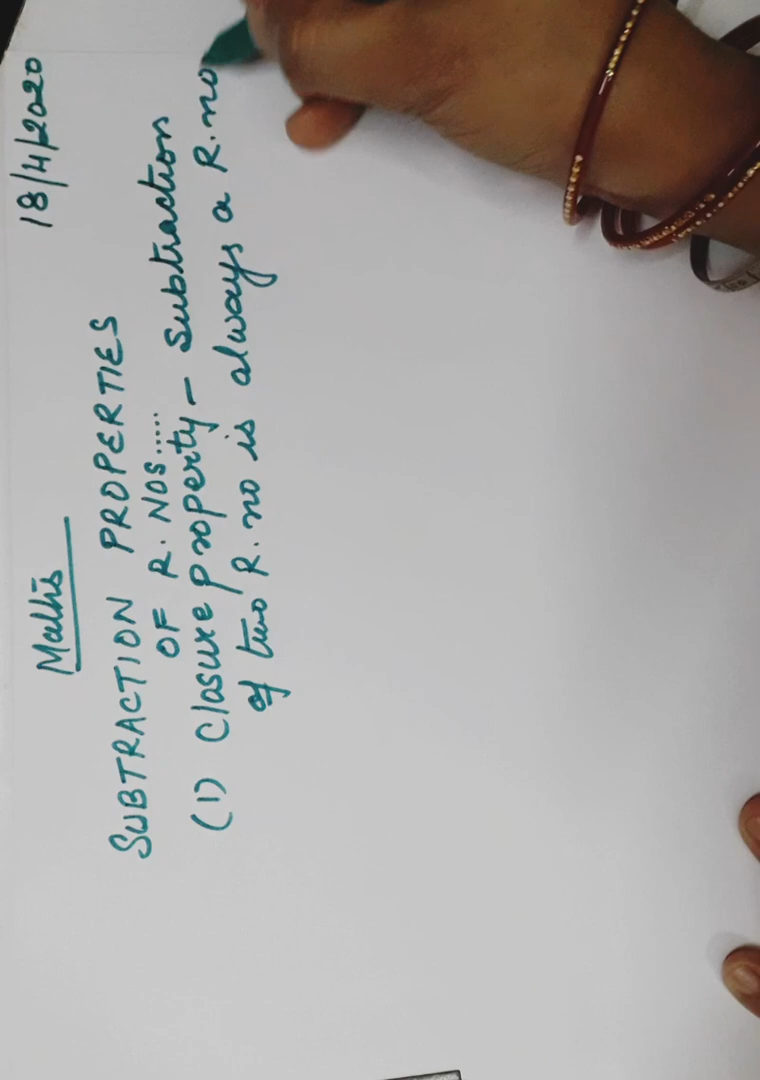 18/4/2020
Maths
SUBTRACTION PROPERTIES
OF R. NOS.....
(1) Closure property - subtraction
of two R. no is always a R. no